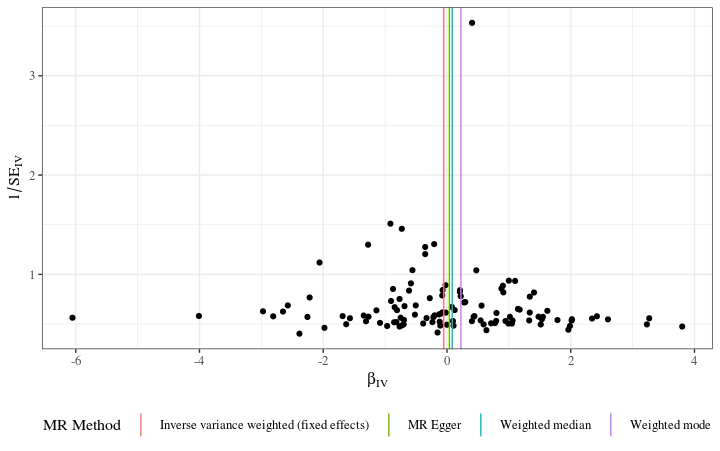 3
2
1
1/SE_IV
-6
-4
-2
0
2
4
β_IV
MR Method
Inverse variance weighted (fixed effects)
MR Egger
Weighted median
Weighted mode